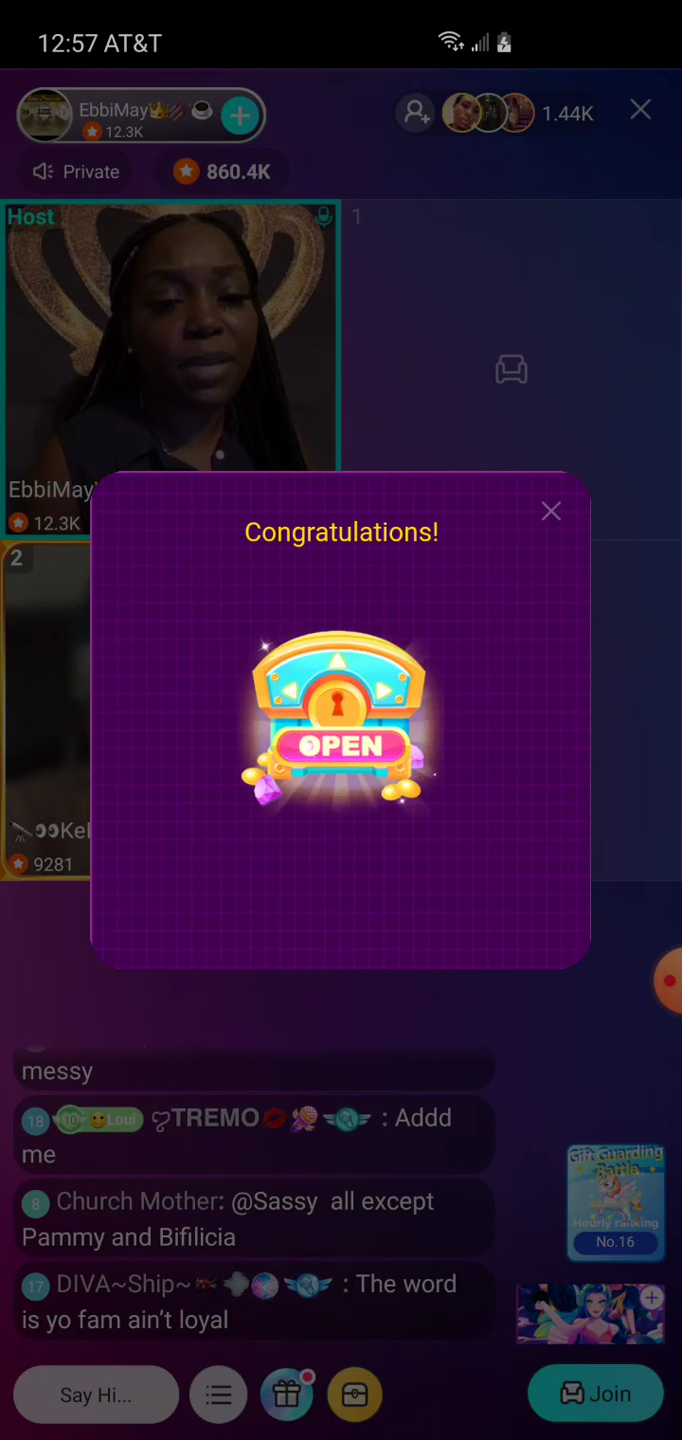 12:57 AT&T
EbbiMay
12.3K
1.44K
Private
860.4K
Host
1
EbbiMay
12.3K
Congratulations!
2
OPEN
9281
messy
18 10 Loui TREMO : Addd
me
8 Church Mother: @Sassy all except
Pammy and Bifilicia
17 DIVA~Ship~ : The word
is yo fam ain't loyal
Gift Guarding
Battle
Hourly ranking
No.16
Say Hi...
Join